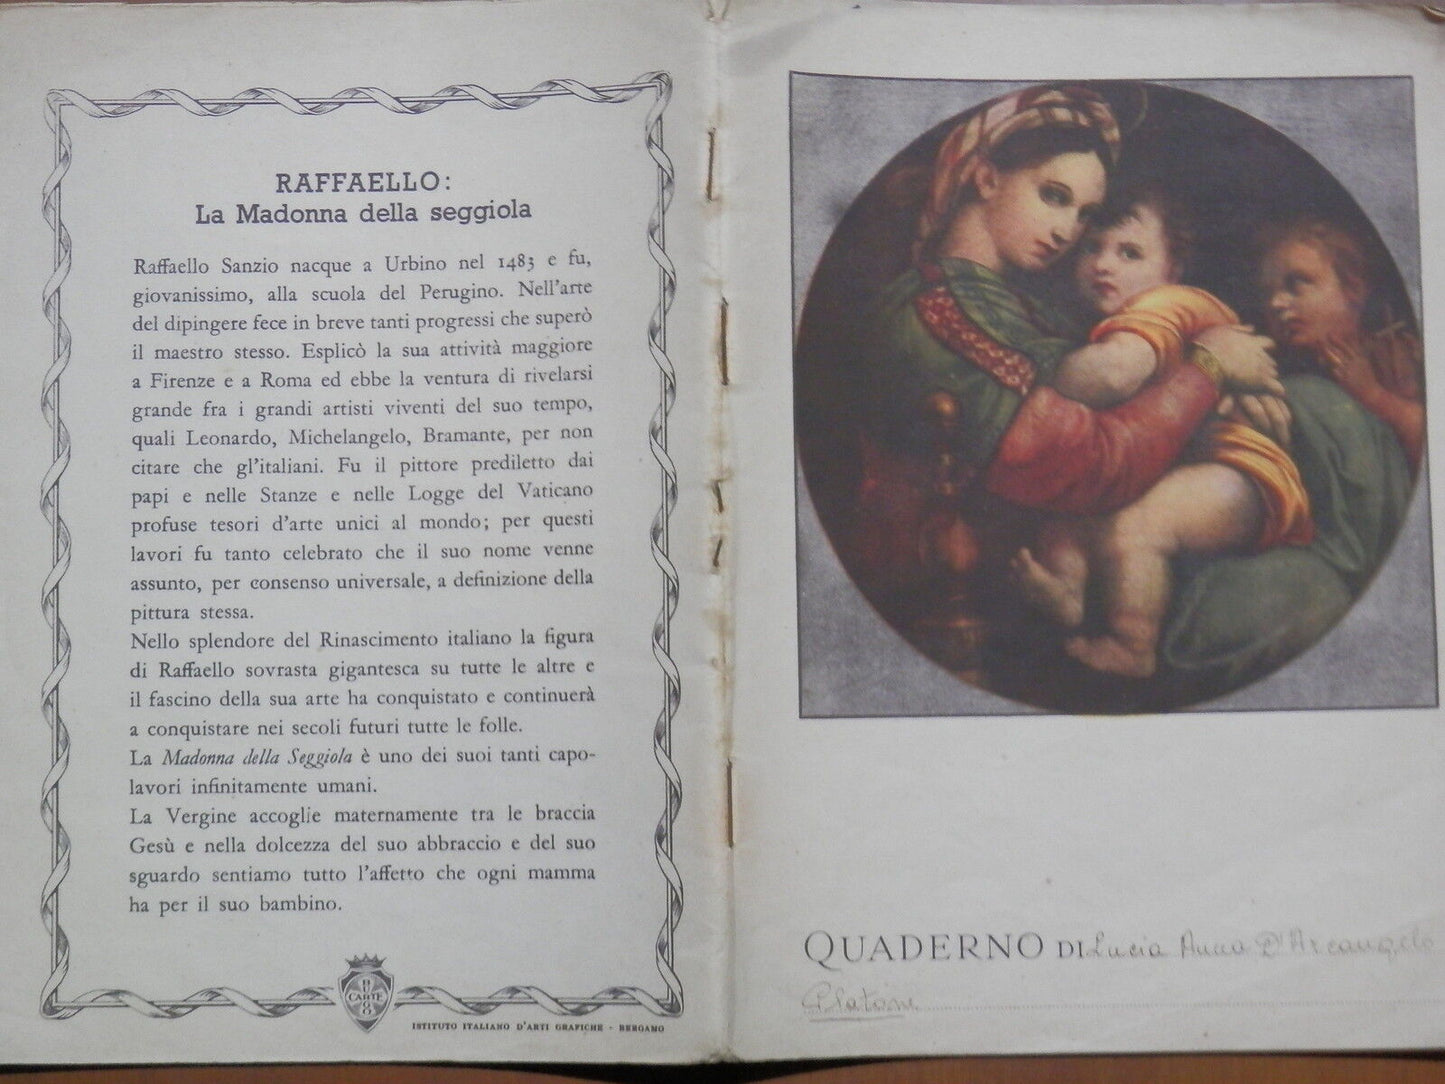 RAFFAELLO:
La Madonna della seggiola
Raffaello Sanzio nacque a Urbino nel 1483 e fu,
giovanissimo, alla scuola del Perugino. Nell'arte
del dipingere fece in breve tanti progressi che superò
il maestro stesso. Esplicò la sua attività maggiore
a Firenze e a Roma ed ebbe la ventura di rivelarsi
grande fra i grandi artisti viventi del suo tempo,
quali Leonardo, Michelangelo, Bramante, per non
citare che gl'italiani. Fu il pittore prediletto dai
papi e nelle Stanze e nelle Logge del Vaticano
profuse tesori d'arte unici al mondo; per questi
lavori fu tanto celebrato che il suo nome venne
assunto, per consenso universale, a definizione della
pittura stessa.
Nello splendore del Rinascimento italiano la figura
di Raffaello sovrasta gigantesca su tutte le altre e
il fascino della sua arte ha conquistato e continuerà
a conquistare nei secoli futuri tutte le folle.
La Madonna della Seggiola è uno dei suoi tanti capo-
lavori infinitamente umani.
La Vergine accoglie maternamente tra le braccia
Gesù e nella dolcezza del suo abbraccio e del suo
sguardo sentiamo tutto l'affetto che ogni mamma
ha per il suo bambino.
CARTE
ISTITUTO ITALIANO D'ARTI GRAFICHE - BERGAMO
QUADERNO DI Lucia Anna D'Arcangelo
Platone